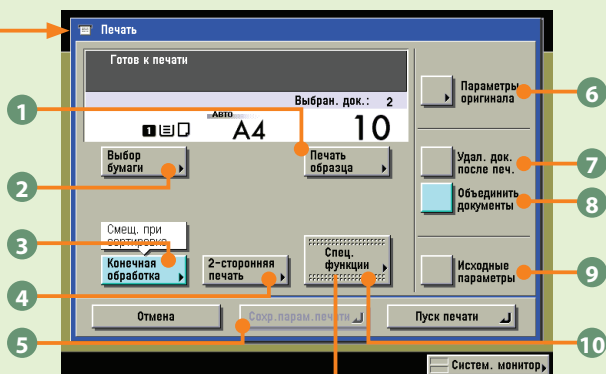 Печать
Готов к печати
Выбран. док.: 2
Авто
1 A4 10
1
2
3
4
5
6
7
8
9
10
Выбор
бумаги
Печать
образца
Смещ. при
сортировке
Конечная
обработка
2-сторонняя
печать
Спец.
функции
Параметры
оригинала
Удал. док.
после печ.
Объединить
документы
Исходные
параметры
Отмена
Сохр.парам.печати
Пуск печати
Систем. монитор